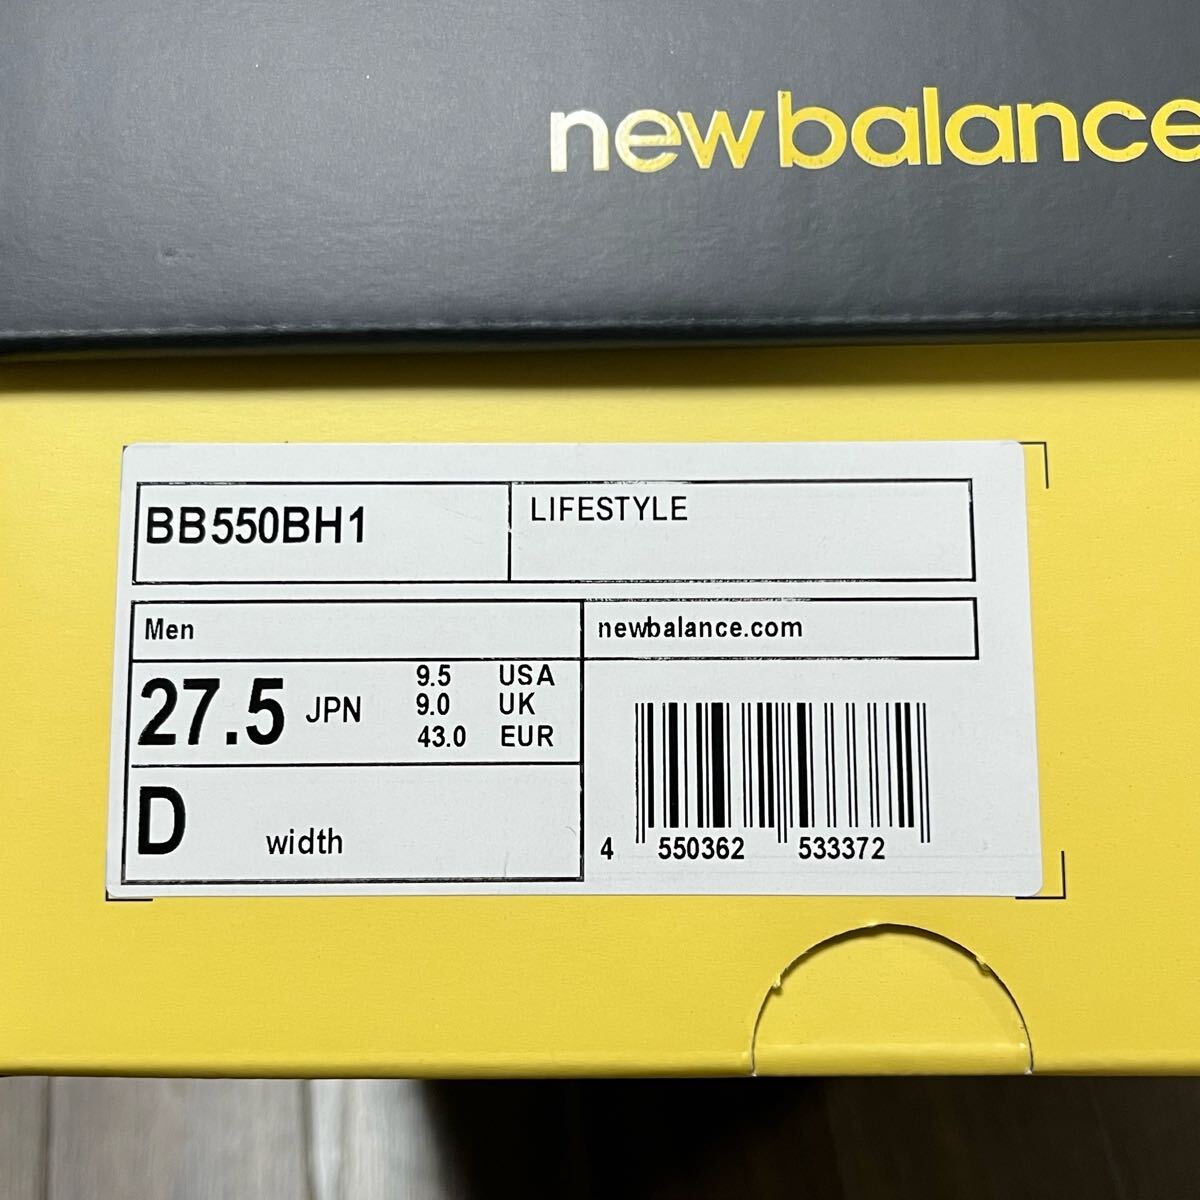 new balance
BB550BH1
LIFESTYLE
Men
newbalance.com
27.5 JPN
9.5 USA
9.0 UK
43.0 EUR
D width
4 550362 533372